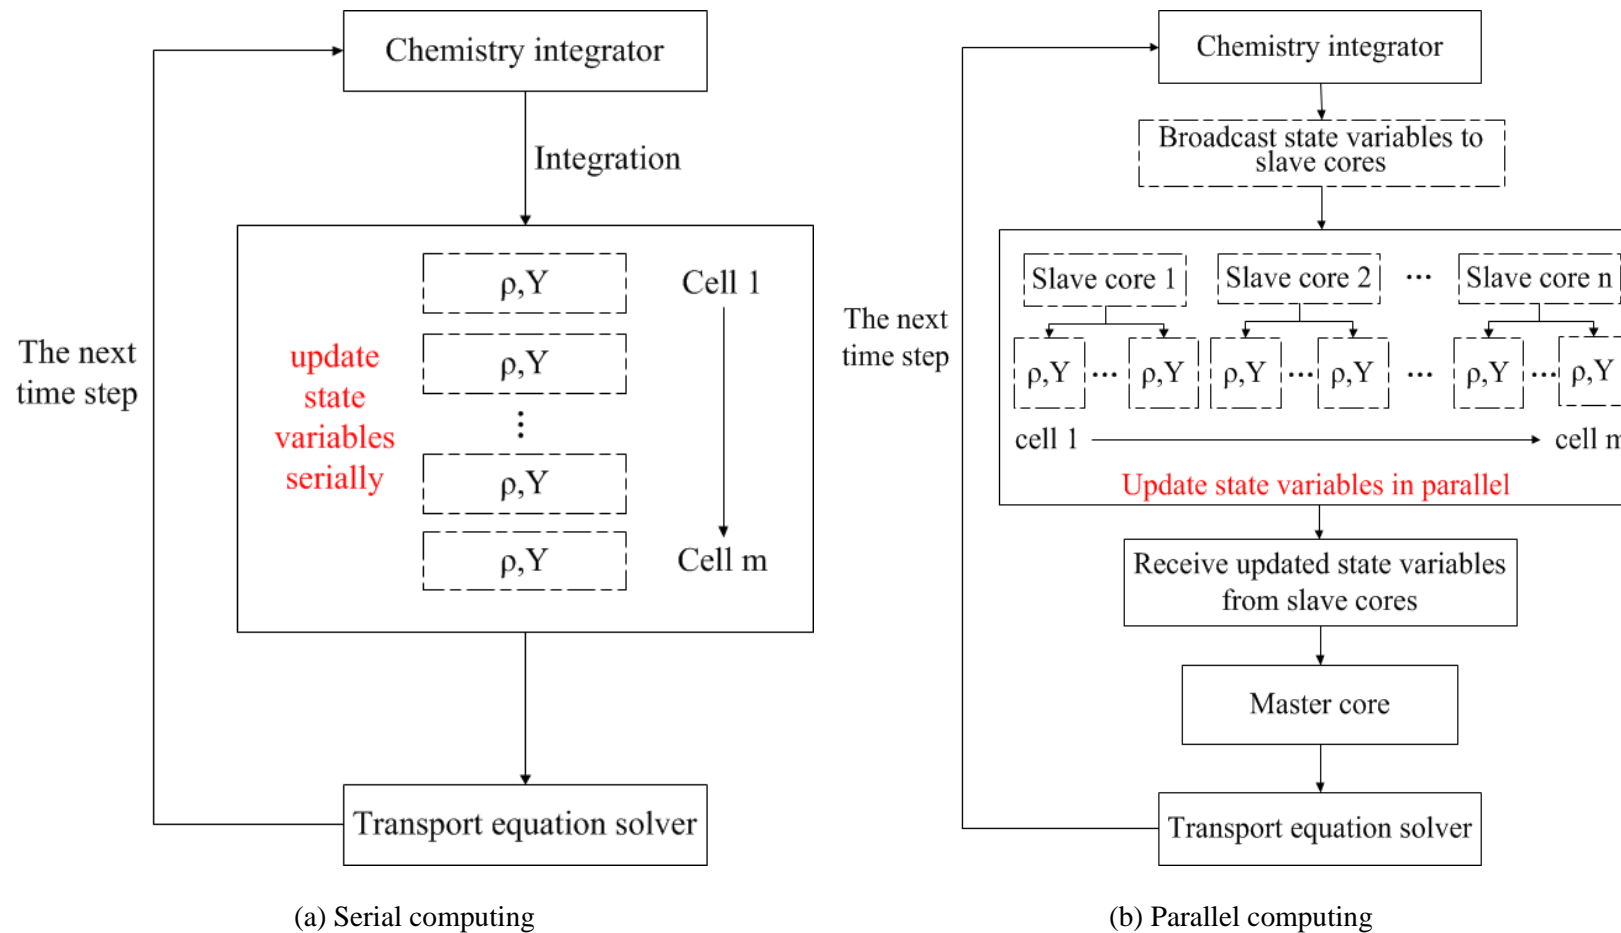 Chemistry integrator
Integration
ρ,Y
Cell 1
The next
time step
update
state
variables
serially
ρ,Y
⋮
ρ,Y
ρ,Y
Cell m
Transport equation solver
(a) Serial computing
Chemistry integrator
Broadcast state variables to
slave cores
The next
time step
Slave core 1 Slave core 2 ··· Slave core n
ρ,Y ··· ρ,Y ρ,Y ··· ρ,Y ··· ρ,Y ··· ρ,Y
cell 1 cell m
Update state variables in parallel
Receive updated state variables
from slave cores
Master core
Transport equation solver
(b) Parallel computing